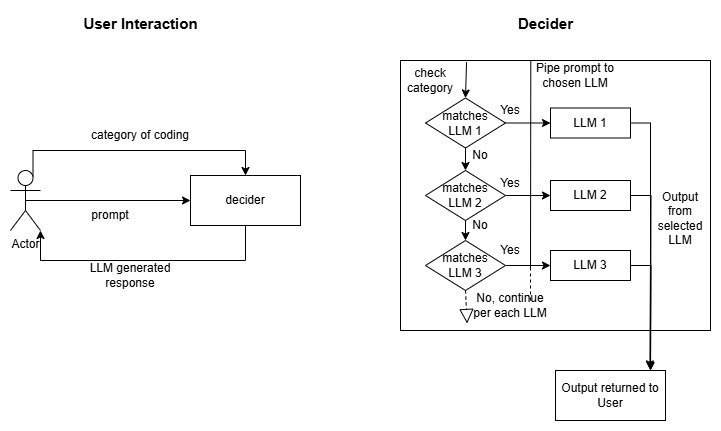 User Interaction
category of coding
decider
prompt
Actor
LLM generated
response
Decider
check
category
Pipe prompt to
chosen LLM
matches
LLM 1
Yes
LLM 1
No
matches
LLM 2
Yes
LLM 2
No
matches
LLM 3
Yes
LLM 3
Output
from
selected
LLM
No, continue
per each LLM
Output returned to
User